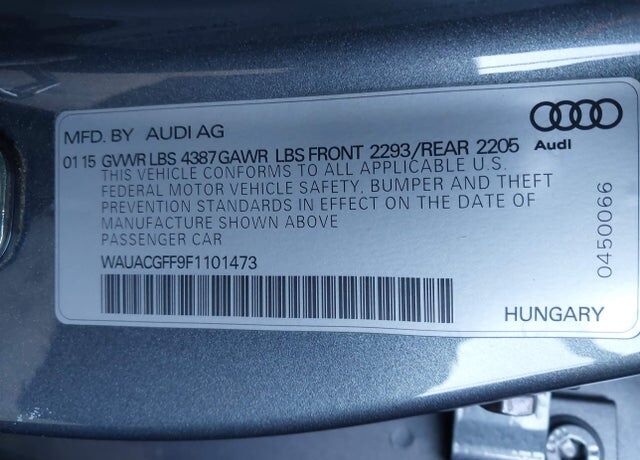 MFD. BY AUDI AG
Audi
01 15 GVWR LBS 4387 GAWR LBS FRONT 2293/REAR 2205
THIS VEHICLE CONFORMS TO ALL APPLICABLE U.S.
FEDERAL MOTOR VEHICLE SAFETY, BUMPER AND THEFT
PREVENTION STANDARDS IN EFFECT ON THE DATE OF
MANUFACTURE SHOWN ABOVE
PASSENGER CAR
WAUACGFF9F1101473
0450066
HUNGARY